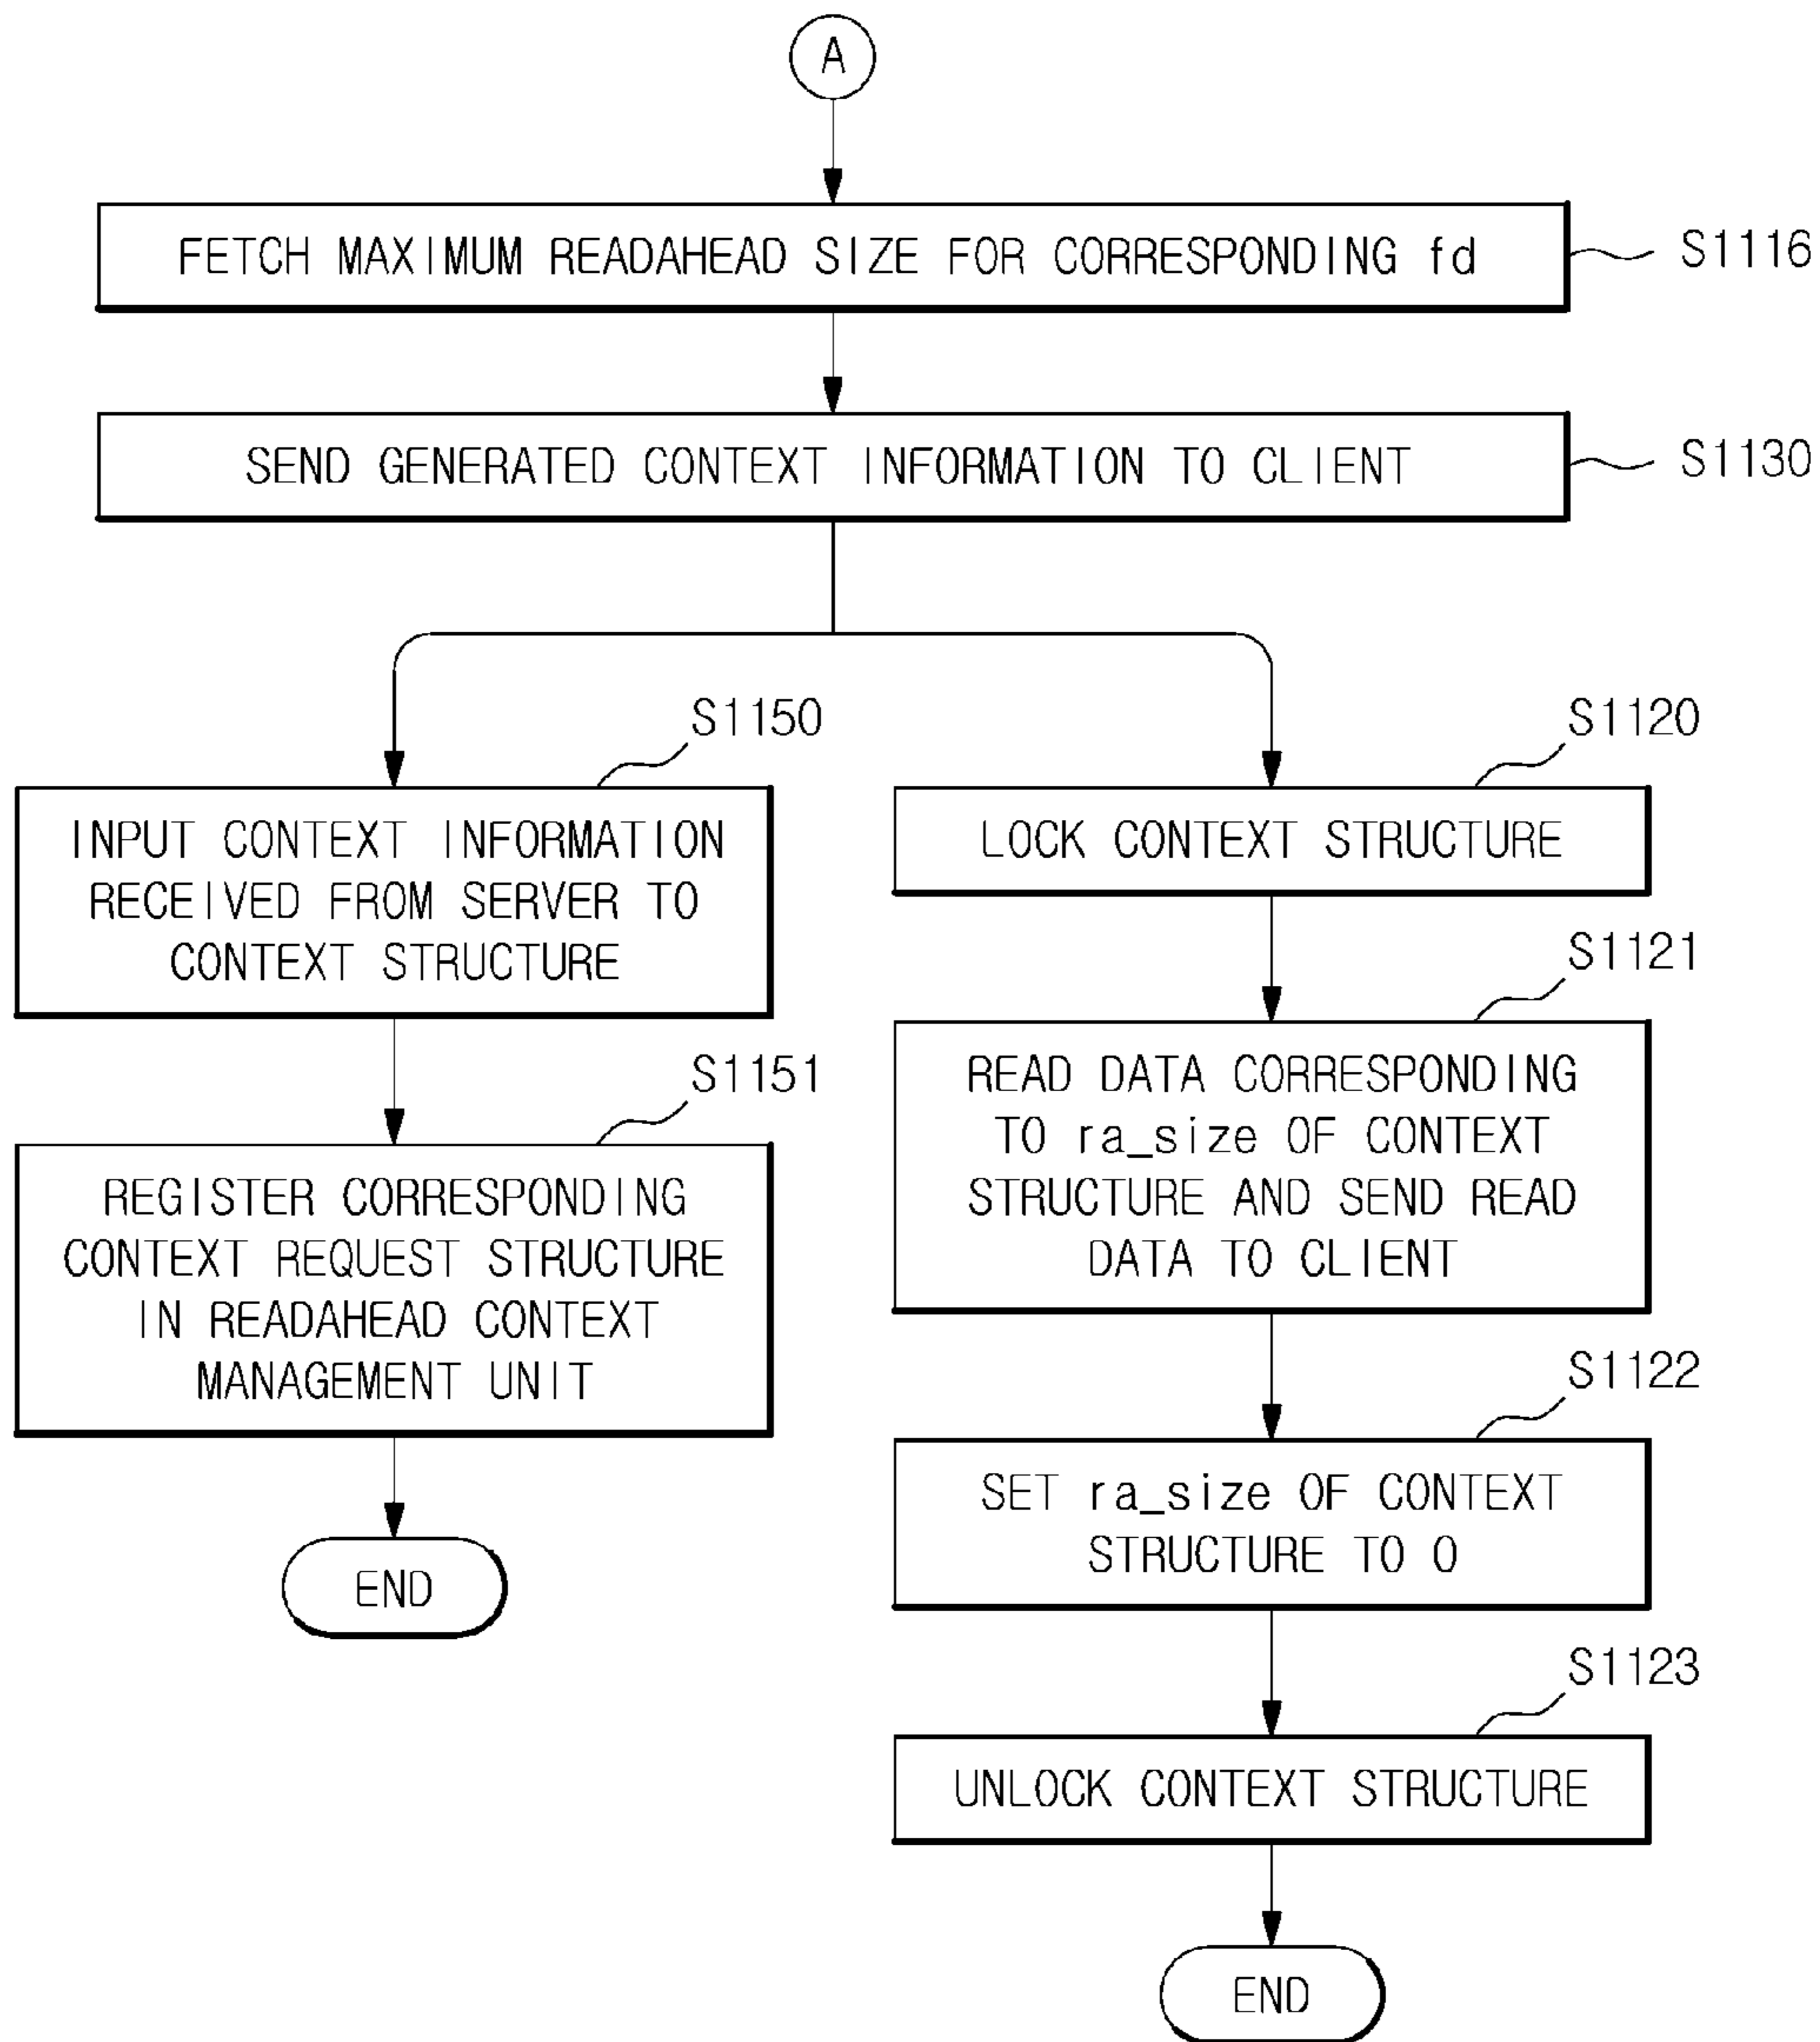 A
FETCH MAXIMUM READAHEAD SIZE FOR CORRESPONDING fd
S1116
SEND GENERATED CONTEXT INFORMATION TO CLIENT
S1130
S1150
INPUT CONTEXT INFORMATION
RECEIVED FROM SERVER TO
CONTEXT STRUCTURE
S1151
REGISTER CORRESPONDING
CONTEXT REQUEST STRUCTURE
IN READAHEAD CONTEXT
MANAGEMENT UNIT
END
S1120
LOCK CONTEXT STRUCTURE
S1121
READ DATA CORRESPONDING
TO ra_size OF CONTEXT
STRUCTURE AND SEND READ
DATA TO CLIENT
S1122
SET ra_size OF CONTEXT
STRUCTURE TO 0
S1123
UNLOCK CONTEXT STRUCTURE
END